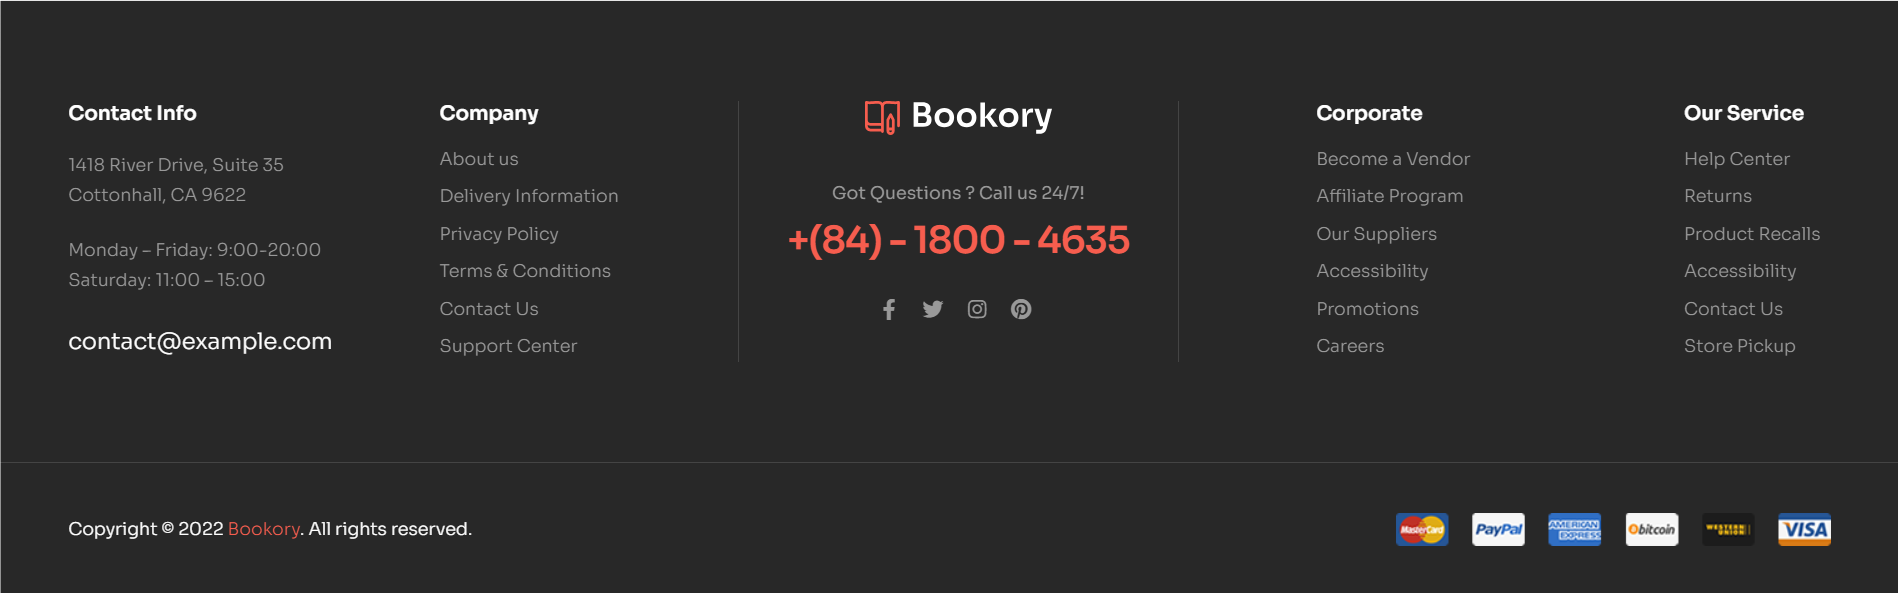 Contact Info
1418 River Drive, Suite 35
Cottonhall, CA 9622
Monday – Friday: 9:00-20:00
Saturday: 11:00 – 15:00
contact@example.com
Company
About us
Delivery Information
Privacy Policy
Terms & Conditions
Contact Us
Support Center
Bookory
Got Questions ? Call us 24/7!
+(84) - 1800 - 4635
Corporate
Become a Vendor
Affiliate Program
Our Suppliers
Accessibility
Promotions
Careers
Our Service
Help Center
Returns
Product Recalls
Accessibility
Contact Us
Store Pickup
Copyright © 2022 Bookory. All rights reserved.
MasterCard
PayPal
AMERICAN
EXPRESS
bitcoin
WESTERN
UNION
VISA